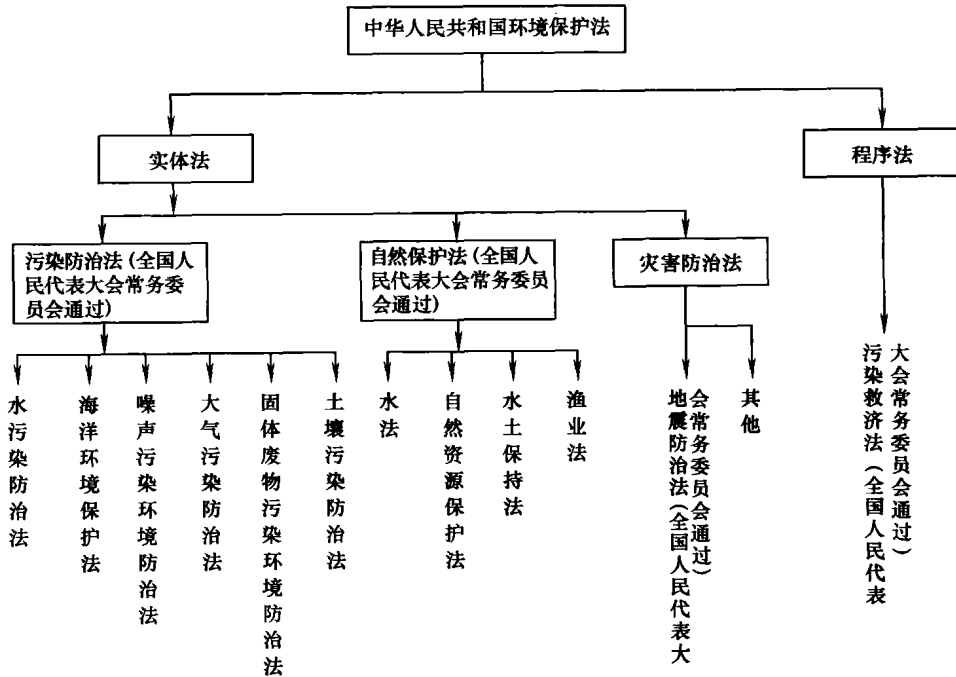 中华人民共和国环境保护法
实体法
程序法
污染防治法(全国人
民代表大会常务委
员会通过)
自然保护法(全国人
民代表大会常务委员
会通过)
灾害防治法
水污染防治法
海洋环境保护法
噪声污染环境防治法
大气污染防治法
固体废物污染环境防治法
土壤污染防治法
水法
自然资源保护法
水土保持法
渔业法
地震防治法(全国人民代表大
会常务委员会通过)
其他
污染救济法(全国人民代表
大会常务委员会通过)